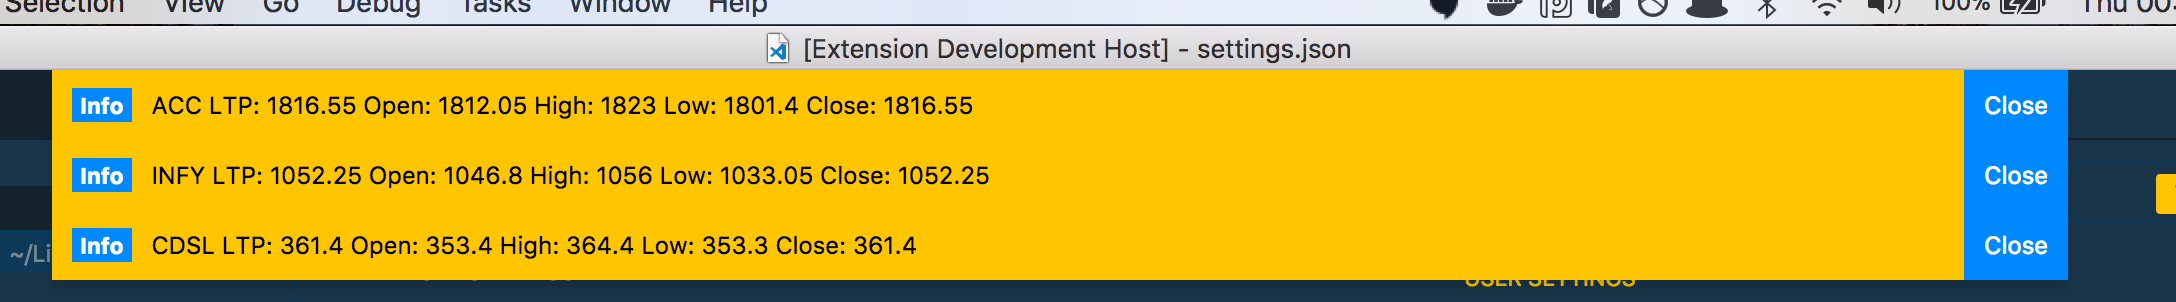 Selection View Go Debug Tasks Window Help 100% Thu 00
[Extension Development Host] - settings.json
Info ACC LTP: 1816.55 Open: 1812.05 High: 1823 Low: 1801.4 Close: 1816.55 Close
Info INFY LTP: 1052.25 Open: 1046.8 High: 1056 Low: 1033.05 Close: 1052.25 Close
Info CDSL LTP: 361.4 Open: 353.4 High: 364.4 Low: 353.3 Close: 361.4 Close
~/Li
USER SETTINGS